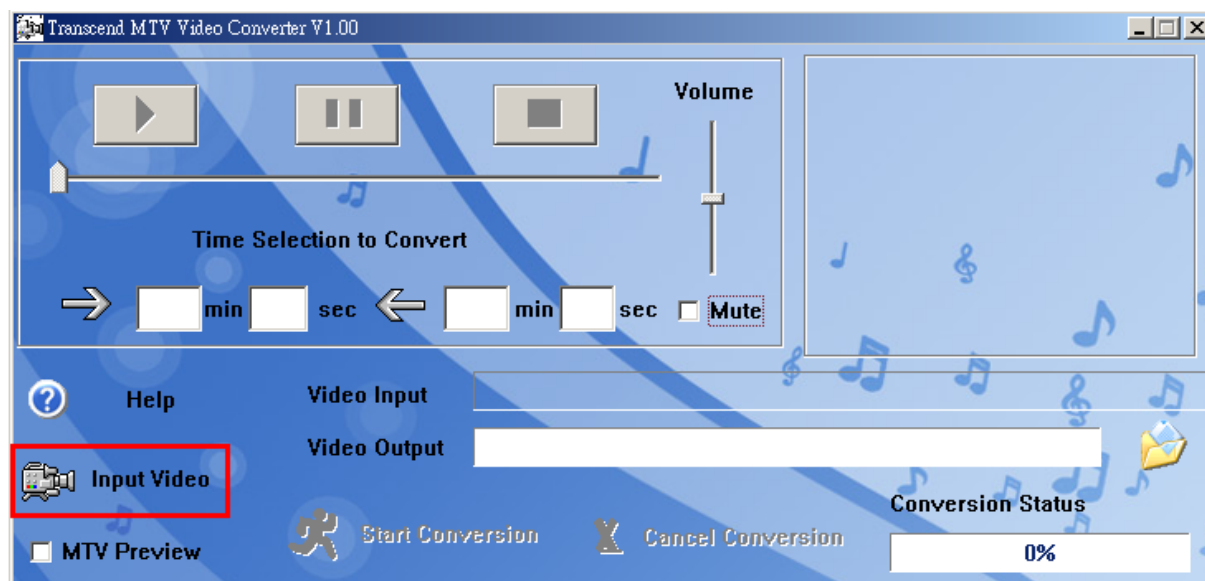 Transcend MTV Video Converter V1.00
Volume
Time Selection to Convert
min sec min sec Mute
Help
Video Input
Video Output
Input Video
Conversion Status
Start Conversion Cancel Conversion
MTV Preview
0%